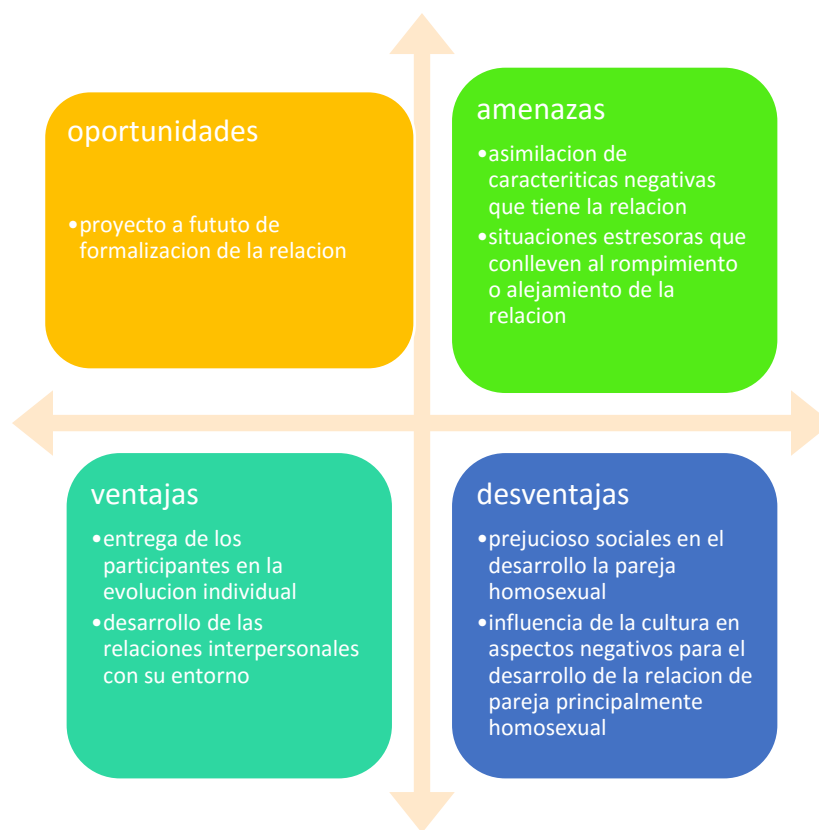 oportunidades
•proyecto a fututo de
formalizacion de la relacion
amenazas
•asimilacion de
caracteriticas negativas
que tiene la relacion
•situaciones estresoras que
conlleven al rompimiento
o alejamiento de la
relacion
ventajas
•entrega de los
participantes en la
evolucion individual
•desarrollo de las
relaciones interpersonales
con su entorno
desventajas
•prejucioso sociales en el
desarrollo la pareja
homosexual
•influencia de la cultura en
aspectos negativos para el
desarrollo de la relacion de
pareja principalmente
homosexual